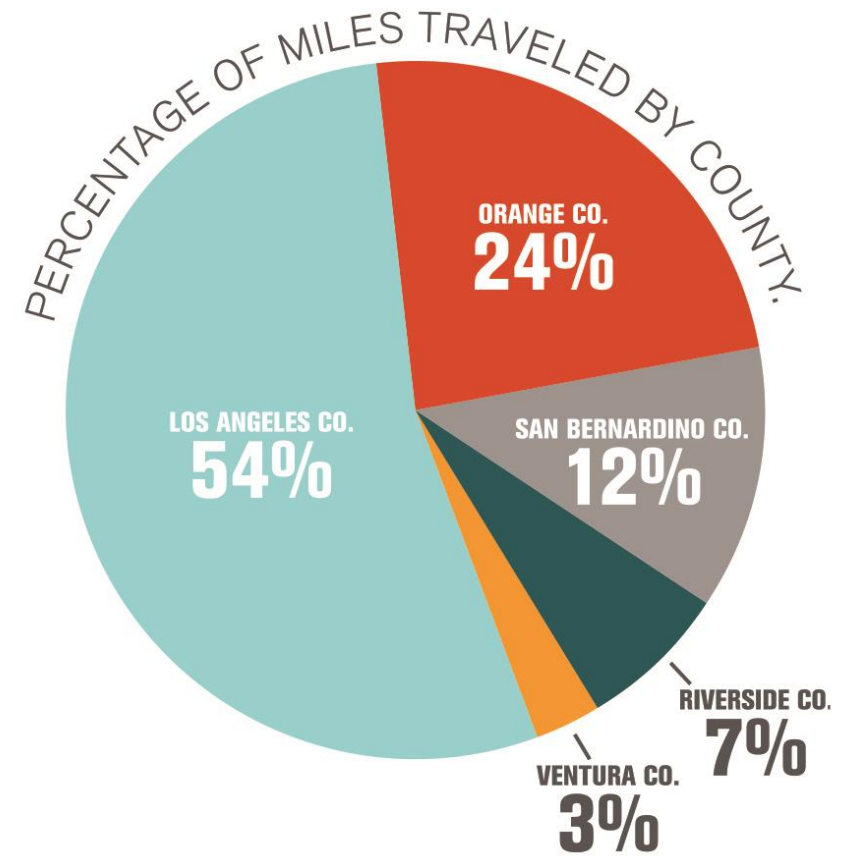 PERCENTAGE OF MILES TRAVELED BY COUNTY.
ORANGE CO.
24%
LOS ANGELES CO.
54%
SAN BERNARDINO CO.
12%
RIVERSIDE CO.
7%
VENTURA CO.
3%